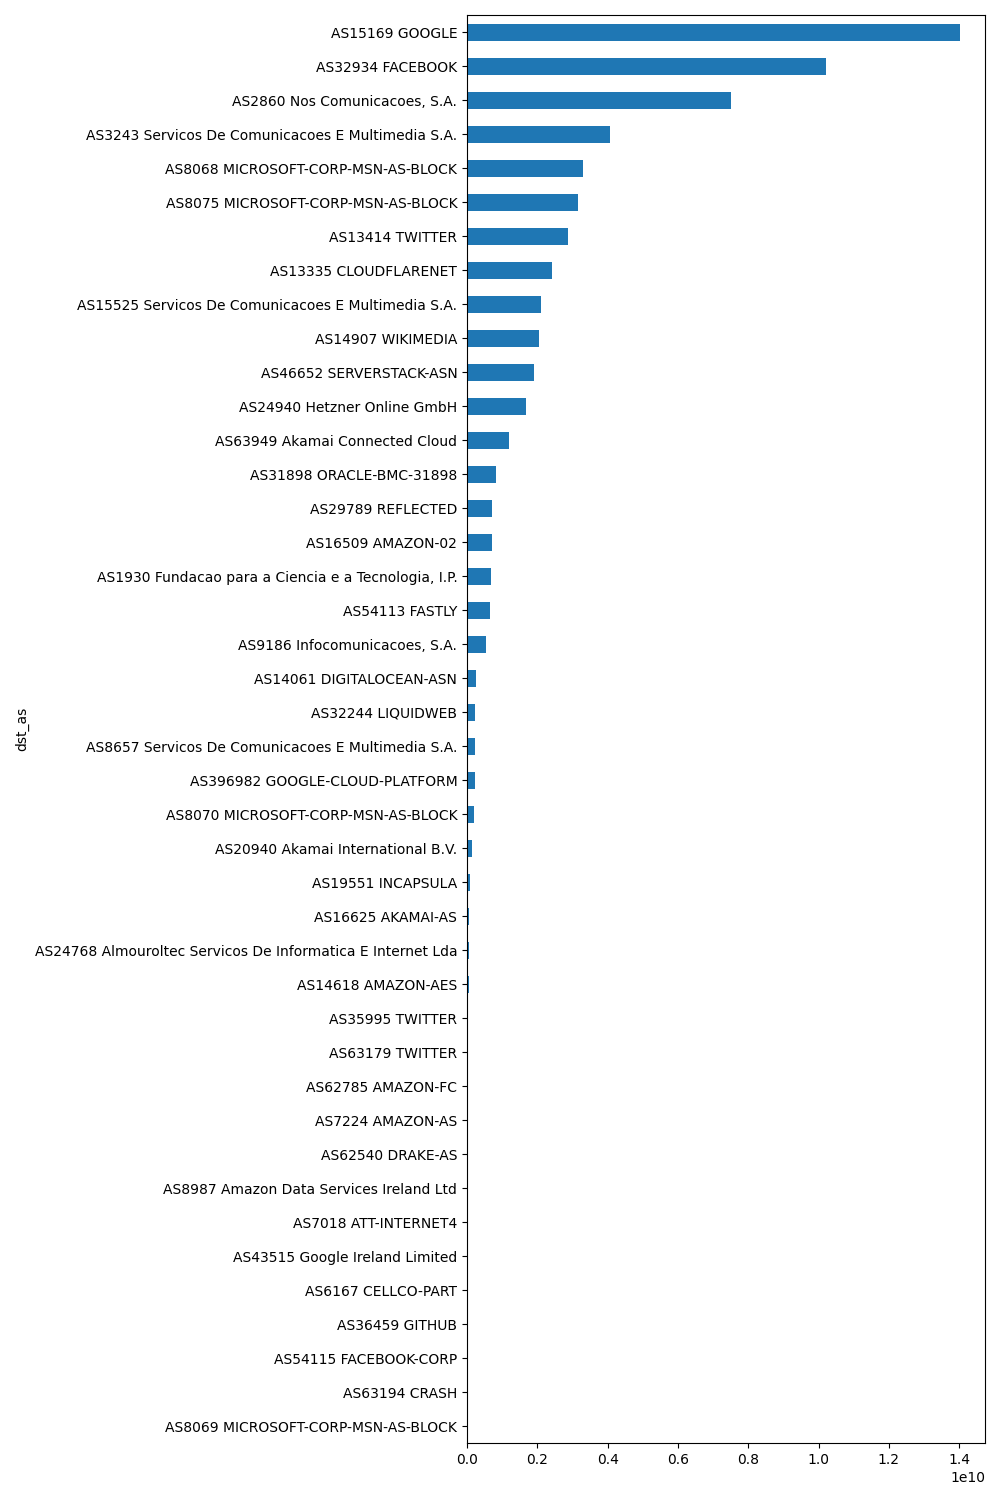 AS15169 GOOGLE
AS32934 FACEBOOK
AS2860 Nos Comunicacoes, S.A.
AS3243 Servicos De Comunicacoes E Multimedia S.A.
AS8068 MICROSOFT-CORP-MSN-AS-BLOCK
AS8075 MICROSOFT-CORP-MSN-AS-BLOCK
AS13414 TWITTER
AS13335 CLOUDFLARENET
AS15525 Servicos De Comunicacoes E Multimedia S.A.
AS14907 WIKIMEDIA
AS46652 SERVERSTACK-ASN
AS24940 Hetzner Online GmbH
AS63949 Akamai Connected Cloud
AS31898 ORACLE-BMC-31898
AS29789 REFLECTED
AS16509 AMAZON-02
AS1930 Fundacao para a Ciencia e a Tecnologia, I.P.
AS54113 FASTLY
AS9186 Infocomunicacoes, S.A.
AS14061 DIGITALOCEAN-ASN
AS32244 LIQUIDWEB
dst_as
AS8657 Servicos De Comunicacoes E Multimedia S.A.
AS396982 GOOGLE-CLOUD-PLATFORM
AS8070 MICROSOFT-CORP-MSN-AS-BLOCK
AS20940 Akamai International B.V.
AS19551 INCAPSULA
AS16625 AKAMAI-AS
AS24768 Almouroltec Servicos De Informatica E Internet Lda
AS14618 AMAZON-AES
AS35995 TWITTER
AS63179 TWITTER
AS62785 AMAZON-FC
AS7224 AMAZON-AS
AS62540 DRAKE-AS
AS8987 Amazon Data Services Ireland Ltd
AS7018 ATT-INTERNET4
AS43515 Google Ireland Limited
AS6167 CELLCO-PART
AS36459 GITHUB
AS54115 FACEBOOK-CORP
AS63194 CRASH
AS8069 MICROSOFT-CORP-MSN-AS-BLOCK
0.0 0.2 0.4 0.6 0.8 1.0 1.2 1.4
1e10